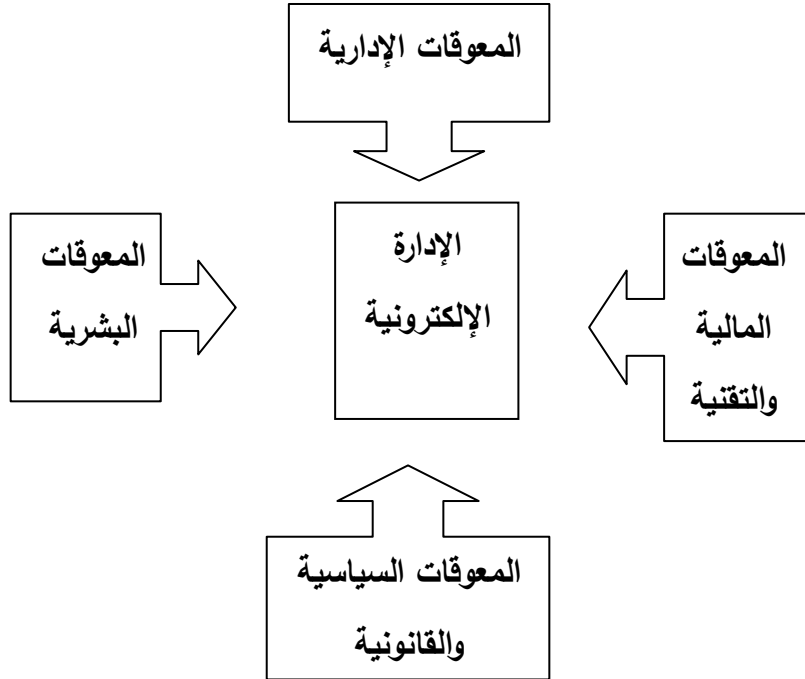 المعوقات الإدارية
المعوقات
المالية
والتقنية
الإدارة
الإلكترونية
المعوقات
البشرية
المعوقات السياسية
والقانونية